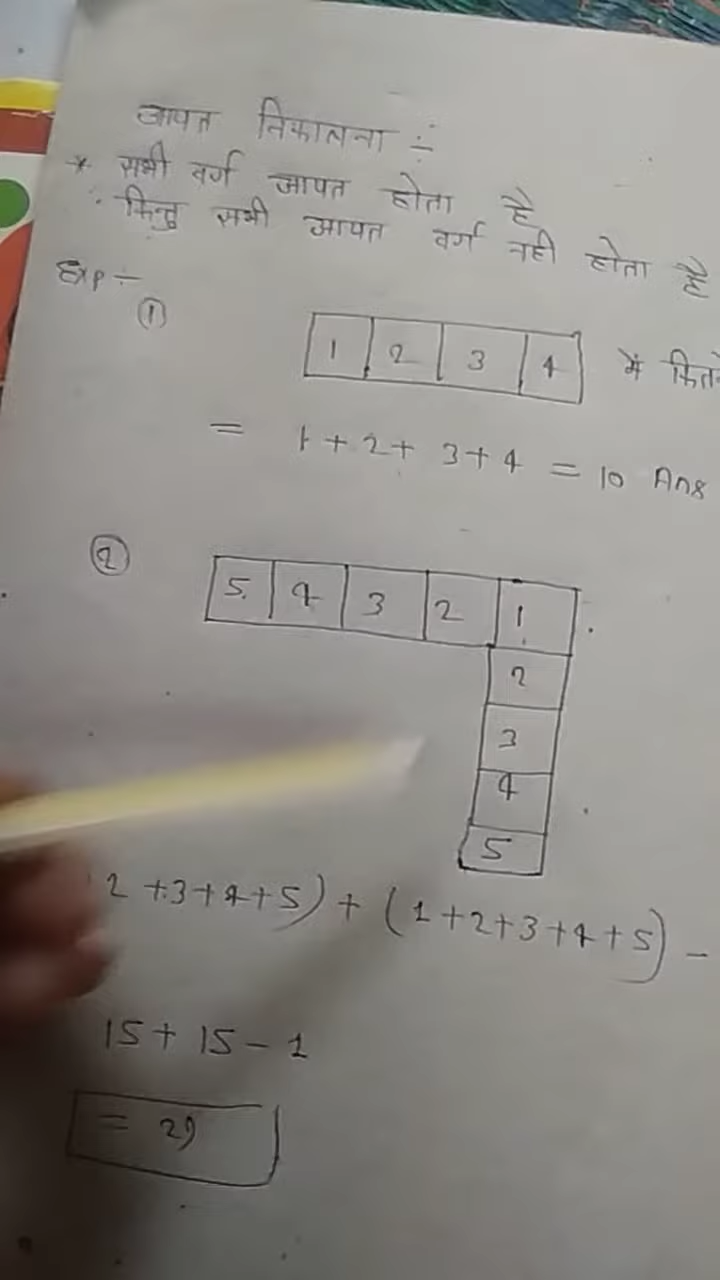 आयत निकालना ÷
* सभी वर्ग आयत होता है
किन्तु सभी आयत वर्ग नही होता है
Exp ÷
①
1 2 3 4 में
= 1 + 2 + 3 + 4 = 10 Ans
②
5 4 3 2 1
2
3
4
5
2 + 3 + 4 + 5) + (1 + 2 + 3 + 4 + 5) -
15 + 15 - 1
= 29